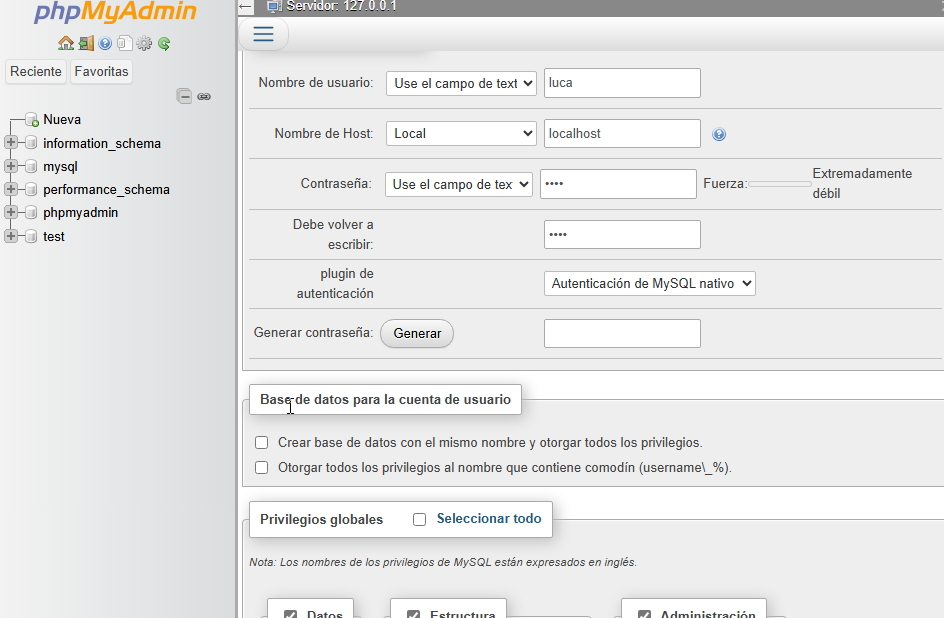 phpMyAdmin
Servidor: 127.0.0.1
Reciente
Favoritas
Nueva
information_schema
mysql
performance_schema
phpmyadmin
test
Nombre de usuario: Use el campo de text luca
Nombre de Host: Local localhost
Contraseña: Use el campo de tex •••• Fuerza: Extremadamente
débil
Debe volver a
escribir: ••••
plugin de
autenticación Autenticación de MySQL nativo
Generar contraseña: Generar
Base de datos para la cuenta de usuario
Crear base de datos con el mismo nombre y otorgar todos los privilegios.
Otorgar todos los privilegios al nombre que contiene comodín (username\_%).
Privilegios globales Seleccionar todo
Nota: Los nombres de los privilegios de MySQL están expresados en inglés.
Datos Estructura Administración